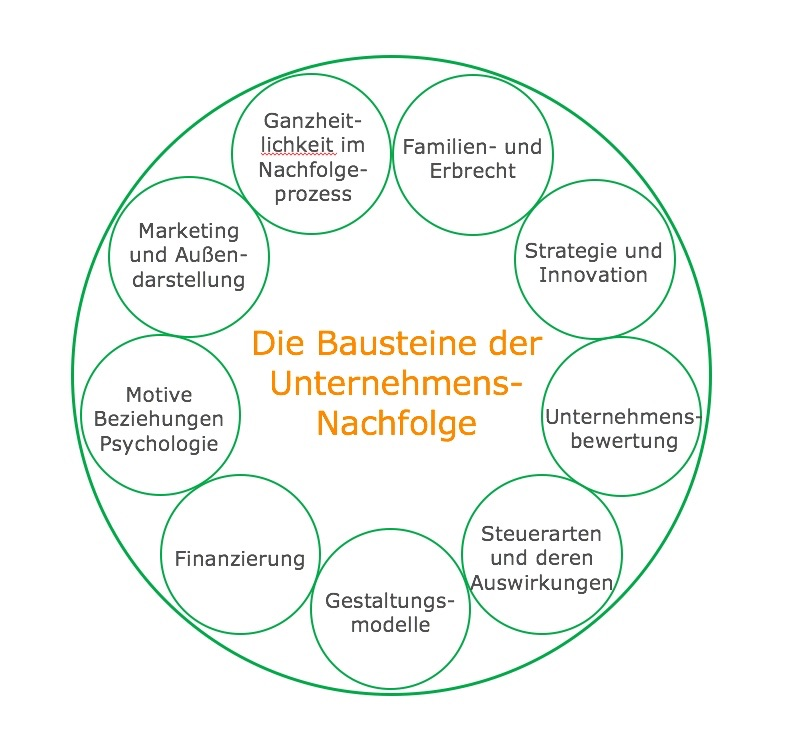 Ganzheit-
lichkeit im
Nachfolge-
prozess
Familien- und
Erbrecht
Strategie und
Innovation
Unternehmens-
bewertung
Steuerarten
und deren
Auswirkungen
Gestaltungs-
modelle
Finanzierung
Motive
Beziehungen
Psychologie
Marketing
und Außen-
darstellung
Die Bausteine der
Unternehmens-
Nachfolge